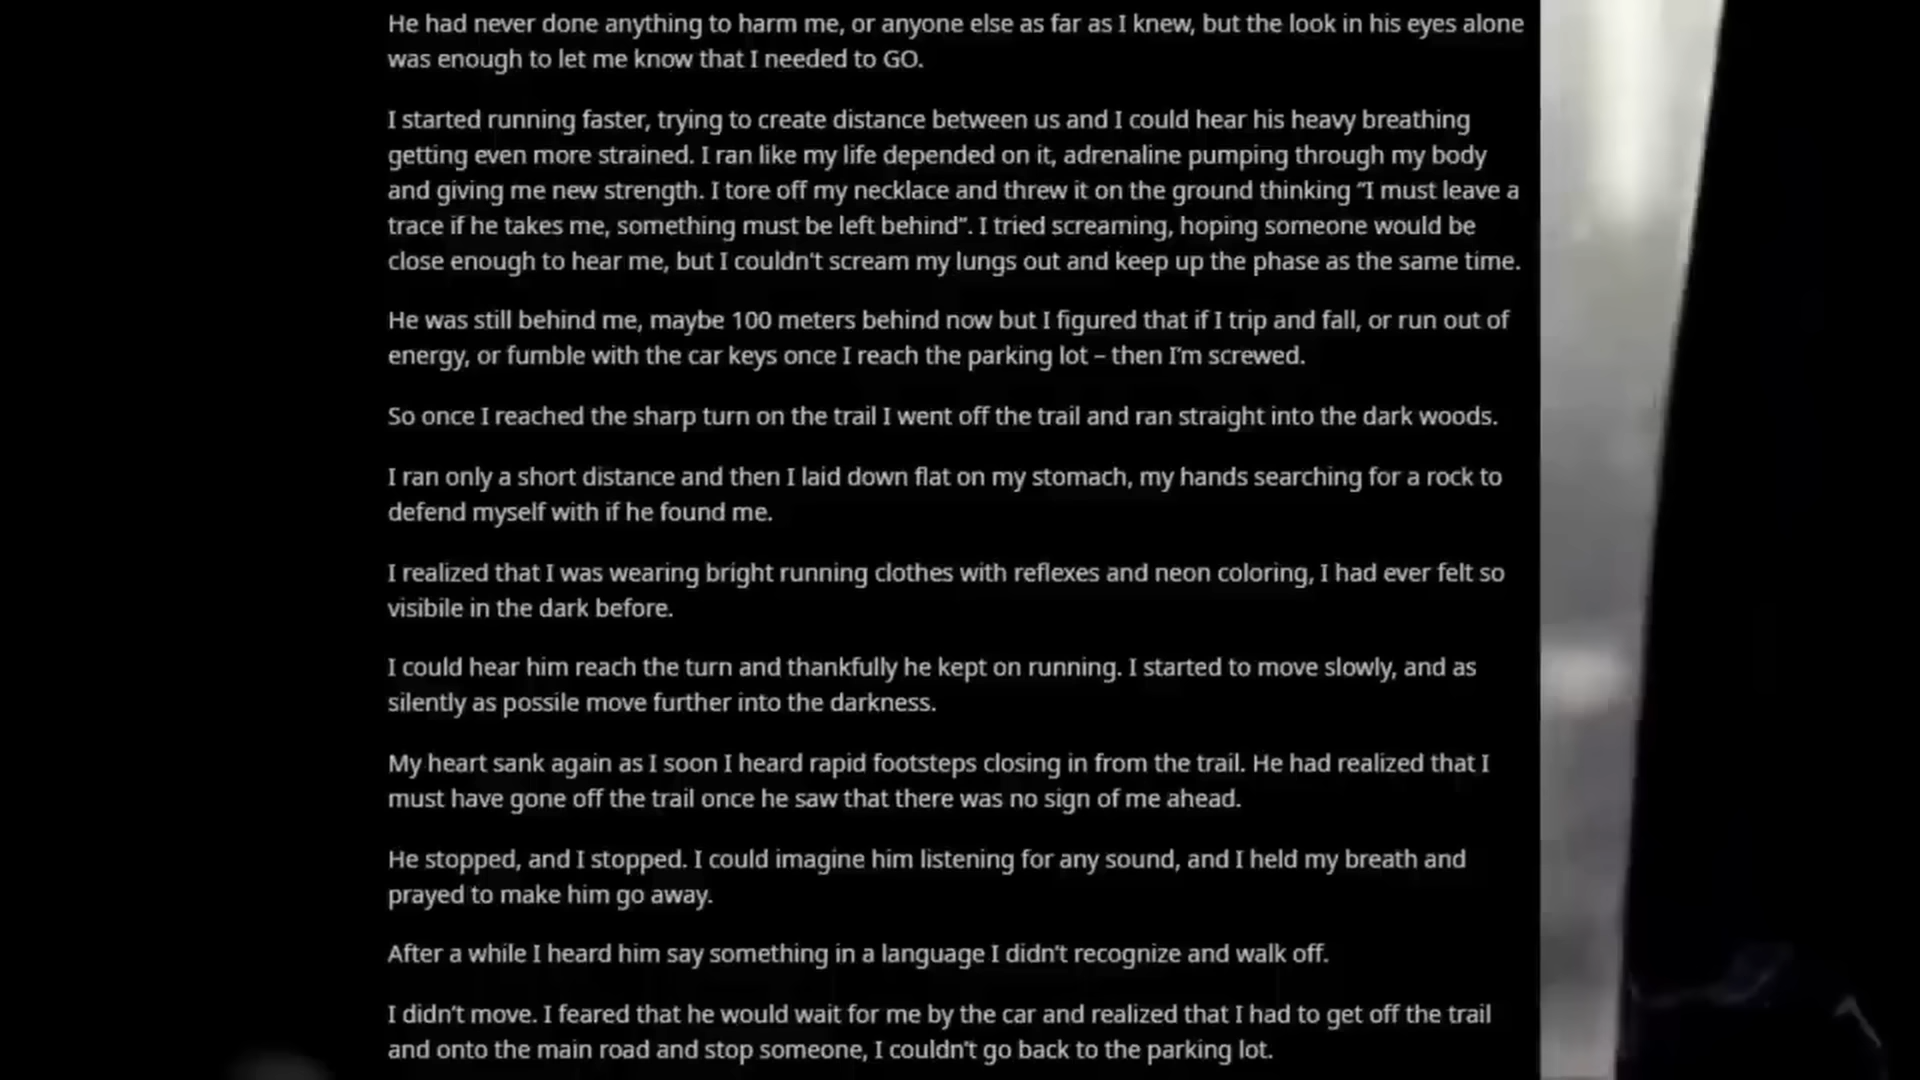 He had never done anything to harm me, or anyone else as far as I knew, but the look in his eyes alone
was enough to let me know that I needed to GO.
I started running faster, trying to create distance between us and I could hear his heavy breathing
getting even more strained. I ran like my life depended on it, adrenaline pumping through my body
and giving me new strength. I tore off my necklace and threw it on the ground thinking “I must leave a
trace if he takes me, something must be left behind”. I tried screaming, hoping someone would be
close enough to hear me, but I couldn't scream my lungs out and keep up the phase as the same time.
He was still behind me, maybe 100 meters behind now but I figured that if I trip and fall, or run out of
energy, or fumble with the car keys once I reach the parking lot – then I’m screwed.
So once I reached the sharp turn on the trail I went off the trail and ran straight into the dark woods.
I ran only a short distance and then I laid down flat on my stomach, my hands searching for a rock to
defend myself with if he found me.
I realized that I was wearing bright running clothes with reflexes and neon coloring, I had ever felt so
visibile in the dark before.
I could hear him reach the turn and thankfully he kept on running. I started to move slowly, and as
silently as possile move further into the darkness.
My heart sank again as I soon I heard rapid footsteps closing in from the trail. He had realized that I
must have gone off the trail once he saw that there was no sign of me ahead.
He stopped, and I stopped. I could imagine him listening for any sound, and I held my breath and
prayed to make him go away.
After a while I heard him say something in a language I didn’t recognize and walk off.
I didn’t move. I feared that he would wait for me by the car and realized that I had to get off the trail
and onto the main road and stop someone, I couldn’t go back to the parking lot.